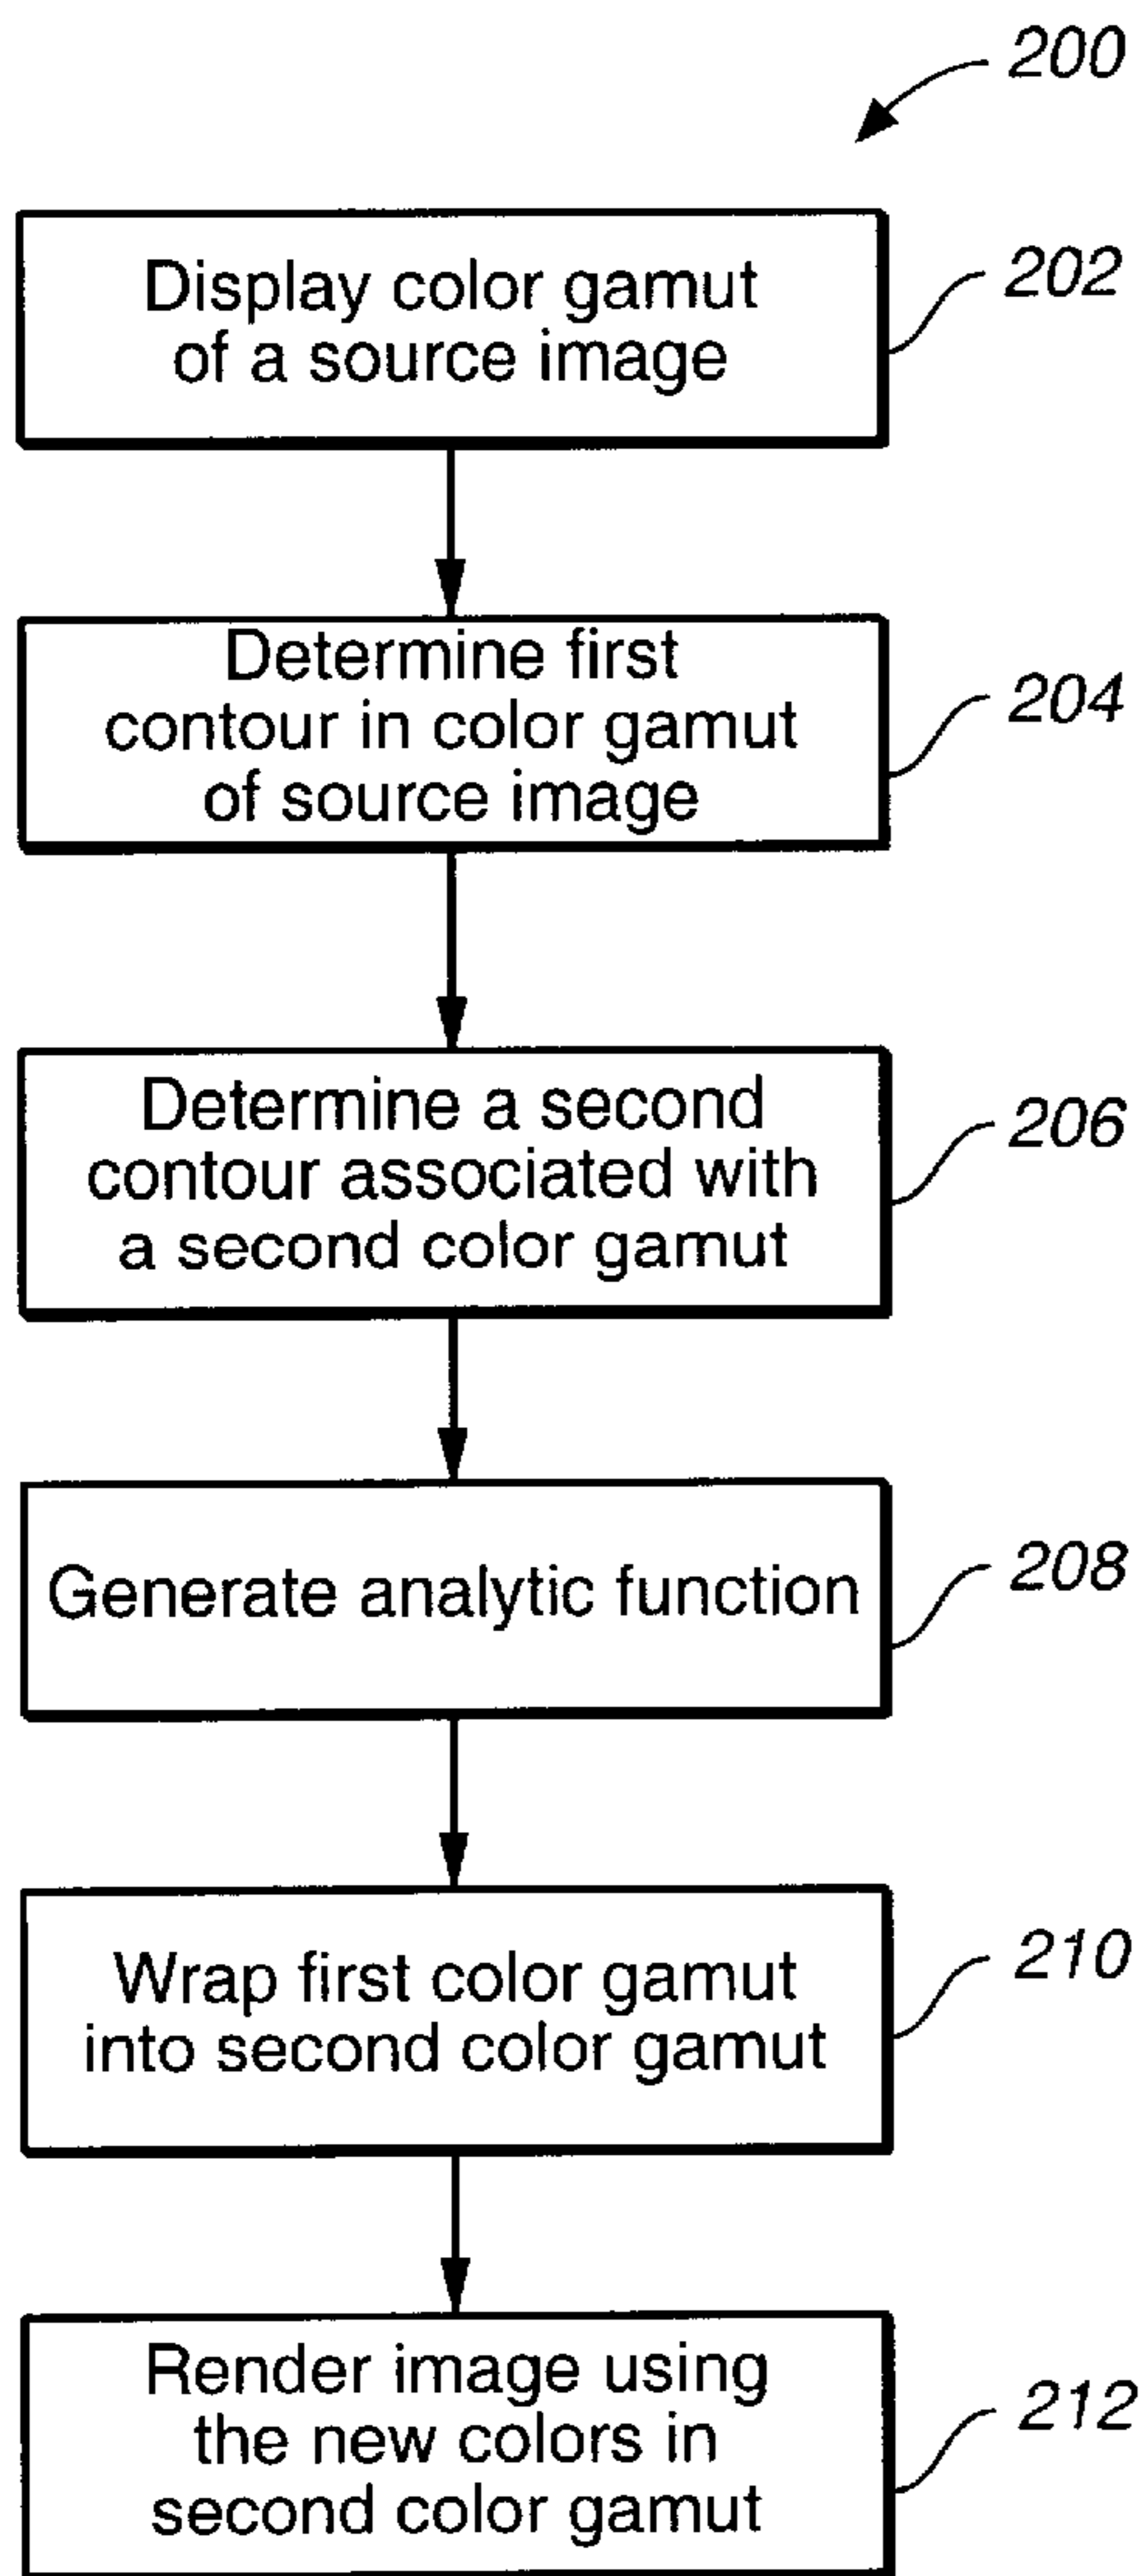 200
Display color gamut
of a source image
202
Determine first
contour in color gamut
of source image
204
Determine a second
contour associated with
a second color gamut
206
Generate analytic function
208
Wrap first color gamut
into second color gamut
210
Render image using
the new colors in
second color gamut
212